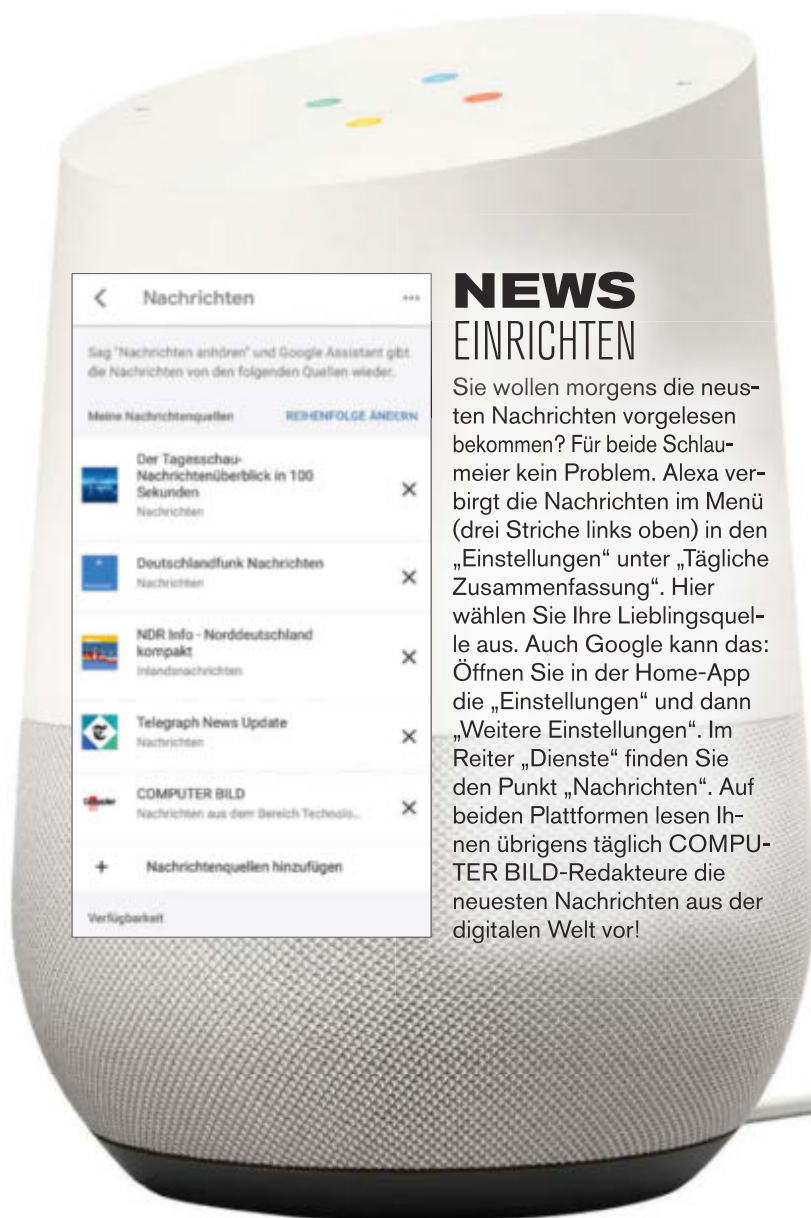 Nachrichten
Sag "Nachrichten anhören" und Google Assistant gibt
die Nachrichten von den folgenden Quellen wieder.
Meine Nachrichtenquellen REIHENFOLGE ÄNDERN
Der Tagesschau-
Nachrichtenüberblick in 100
Sekunden
Nachrichten
Deutschlandfunk Nachrichten
Nachrichten
NDR Info - Norddeutschland
kompakt
Inlandsnachrichten
Telegraph News Update
Nachrichten
COMPUTER BILD
Nachrichten aus dem Bereich Technolo...
+ Nachrichtenquellen hinzufügen
Verfügbarkeit
NEWS
EINRICHTEN
Sie wollen morgens die neus-
ten Nachrichten vorgelesen
bekommen? Für beide Schlau-
meier kein Problem. Alexa ver-
birgt die Nachrichten im Menü
(drei Striche links oben) in den
„Einstellungen“ unter „Tägliche
Zusammenfassung“. Hier
wählen Sie Ihre Lieblingsquel-
le aus. Auch Google kann das:
Öffnen Sie in der Home-App
die „Einstellungen“ und dann
„Weitere Einstellungen“. Im
Reiter „Dienste“ finden Sie
den Punkt „Nachrichten“. Auf
beiden Plattformen lesen Ih-
nen übrigens täglich COMPU-
TER BILD-Redakteure die
neuesten Nachrichten aus der
digitalen Welt vor!